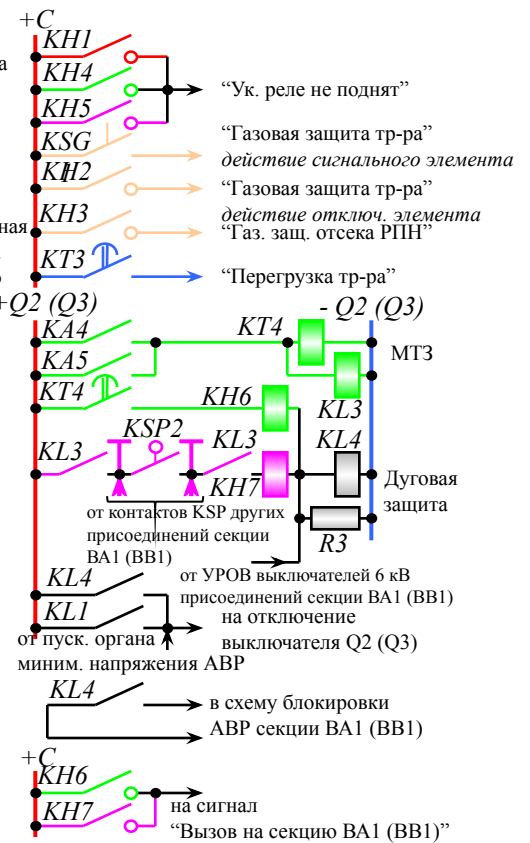 +C
KH1
а
KH4
“Ук. реле не поднят”
KH5
“Газовая защита тр-ра”
KSG
действие сигнального элемента
KH2
“Газовая защита тр-ра”
действие отключ. элемента
KH3
ная
“Газ. защ. отсека РПН”
KT3
“Перегрузка тр-ра”
+Q2 (Q3)
- Q2 (Q3)
KA4
KT4
МТЗ
KA5
KT4
KH6
KL3
KSP2
KL3
KL4
KL3
KH7
Дуговая
защита
от контактов KSP других
присоединений секции
ВА1 (ВВ1)
R3
от УРОВ выключателей 6 кВ
присоединений секции ВА1 (ВВ1)
KL4
KL1
на отключение
выключателя Q2 (Q3)
от пуск. органа
миним. напряжения АВР
KL4
в схему блокировки
АВР секции ВА1 (ВВ1)
+C
KH6
на сигнал
KH7
“Вызов на секцию ВА1 (ВВ1)”